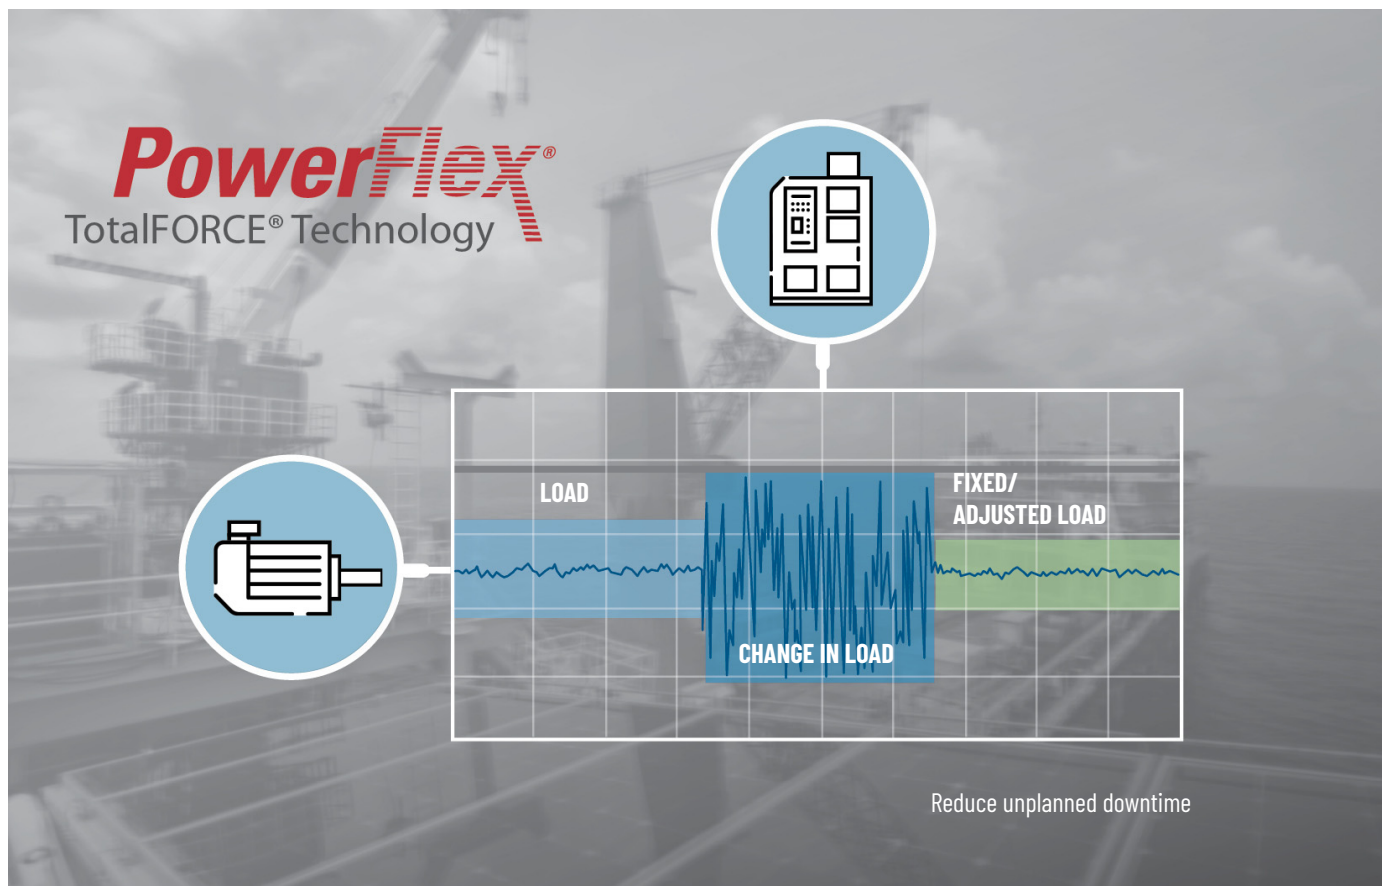 PowerFlex®
TotalFORCE® Technology
LOAD
CHANGE IN LOAD
FIXED/
ADJUSTED LOAD
Reduce unplanned downtime